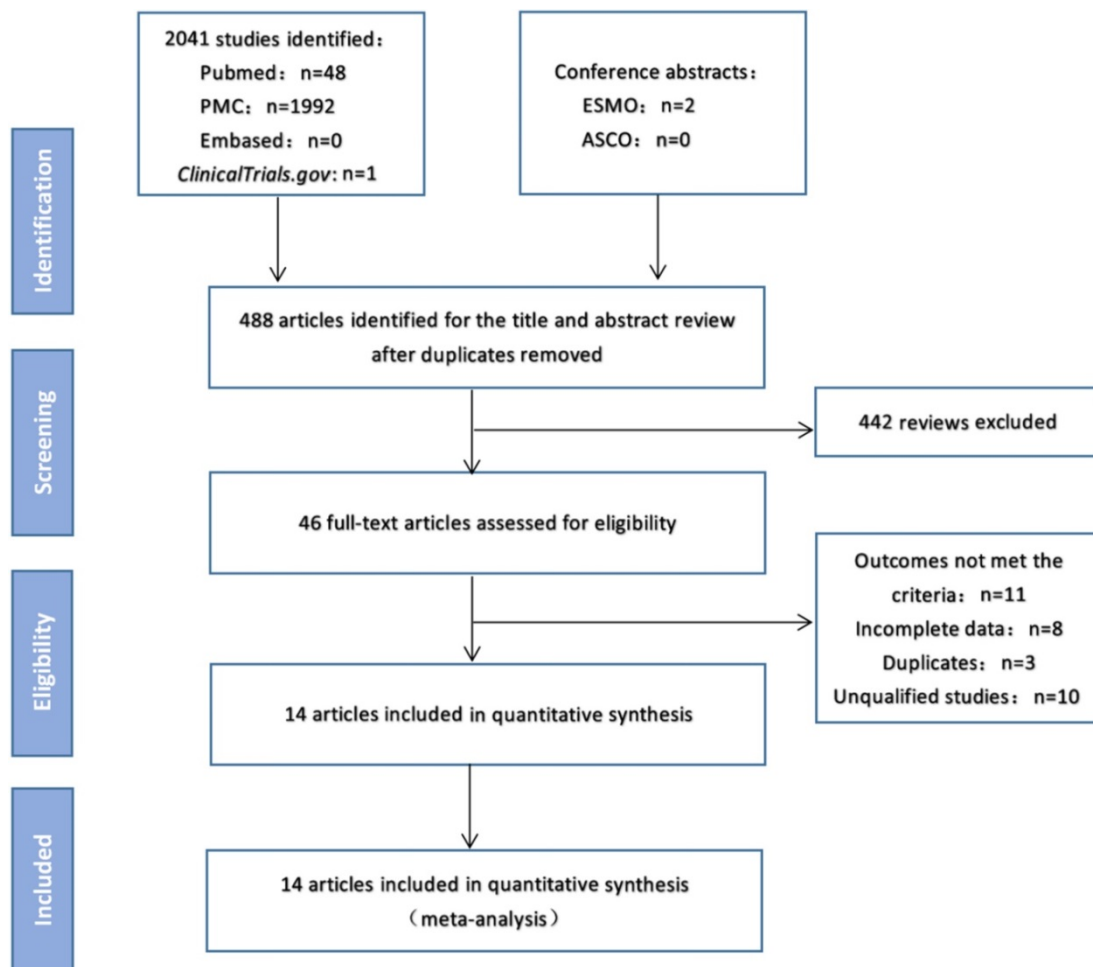 2041 studies identified：
Pubmed：n=48
PMC：n=1992
Embased：n=0
ClinicalTrials.gov: n=1
Conference abstracts：
ESMO：n=2
ASCO：n=0
Identification
488 articles identified for the title and abstract review
after duplicates removed
Screening
442 reviews excluded
46 full-text articles assessed for eligibility
Eligibility
Outcomes not met the
criteria：n=11
Incomplete data：n=8
Duplicates：n=3
Unqualified studies：n=10
14 articles included in quantitative synthesis
Included
14 articles included in quantitative synthesis
（meta-analysis）